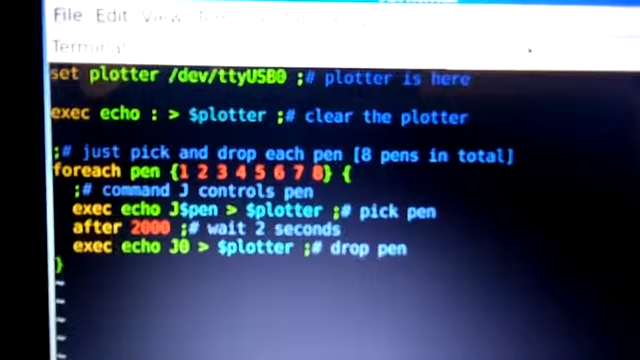 File Edit View
Terminal
set plotter /dev/ttyUSB0 ;# plotter is here
exec echo : > $plotter ;# clear the plotter
;# just pick and drop each pen [8 pens in total]
foreach pen {1 2 3 4 5 6 7 8} {
;# command J controls pen
exec echo J$pen > $plotter ;# pick pen
after 2000 ;# wait 2 seconds
exec echo J0 > $plotter ;# drop pen
}
~
~
~
~